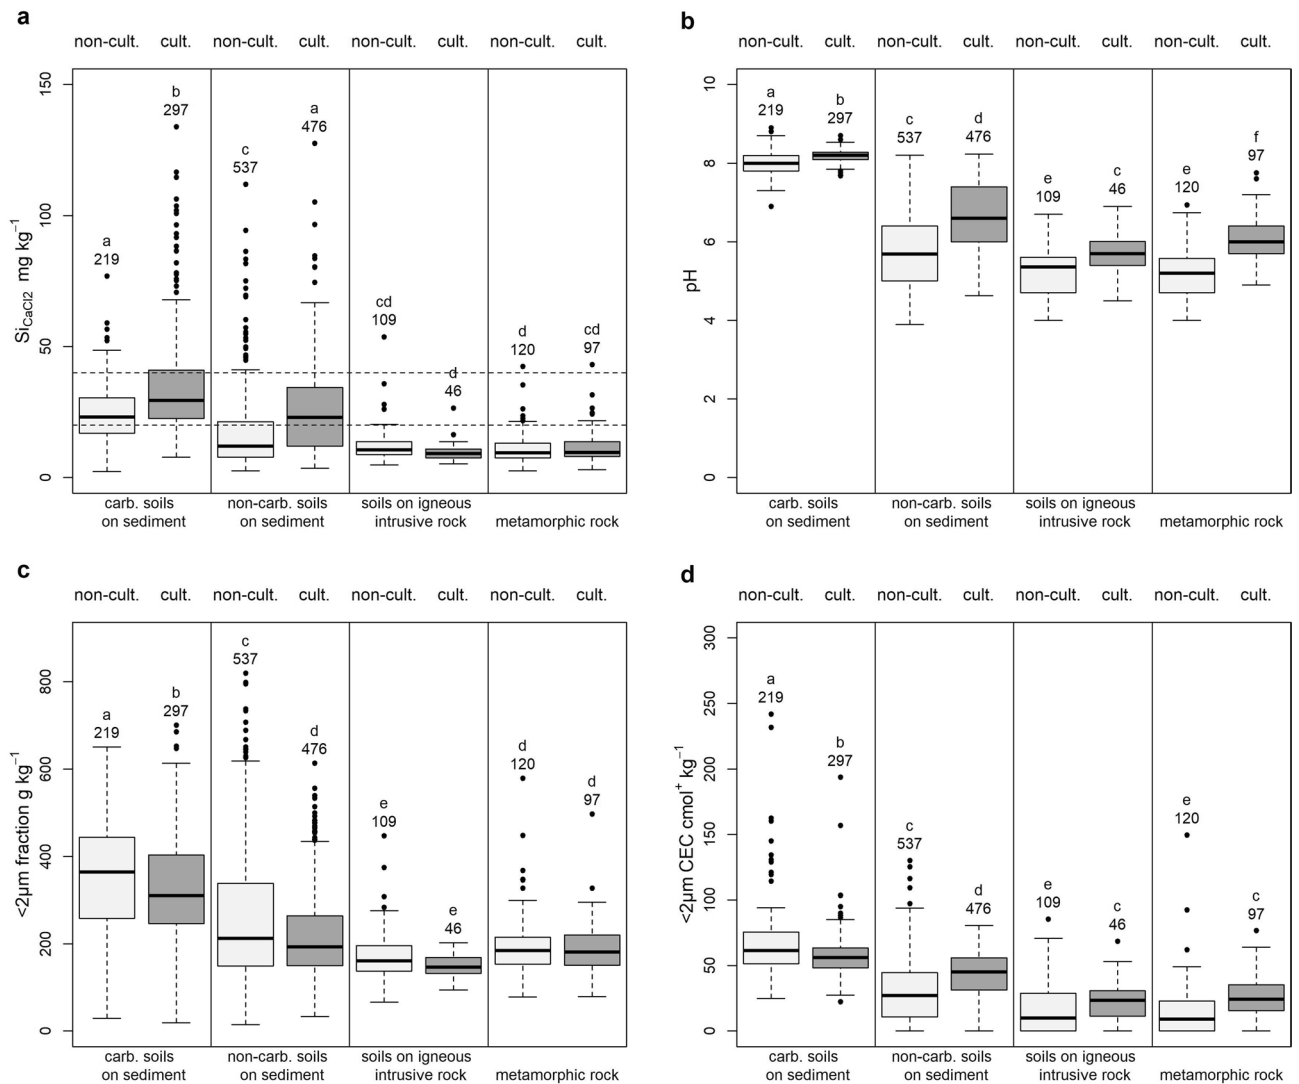 a
non-cult. cult. non-cult. cult. non-cult. cult. non-cult. cult.
150
100
50
0
SiCaCl2 mg kg−1
a
219
b
297
c
537
a
476
cd
109
d
46
d
120
cd
97
carb. soils
on sediment
non-carb. soils
on sediment
soils on igneous
intrusive rock
metamorphic rock
b
non-cult. cult. non-cult. cult. non-cult. cult. non-cult. cult.
10
8
6
4
2
0
pH
a
219
b
297
c
537
d
476
e
109
c
46
e
120
f
97
carb. soils
on sediment
non-carb. soils
on sediment
soils on igneous
intrusive rock
metamorphic rock
c
non-cult. cult. non-cult. cult. non-cult. cult. non-cult. cult.
800
600
400
200
0
<2μm fraction g kg−1
a
219
b
297
c
537
d
476
e
109
e
46
d
120
d
97
carb. soils
on sediment
non-carb. soils
on sediment
soils on igneous
intrusive rock
metamorphic rock
d
non-cult. cult. non-cult. cult. non-cult. cult. non-cult. cult.
300
250
200
150
100
50
0
<2μm CEC cmol+ kg−1
a
219
b
297
c
537
d
476
e
109
c
46
e
120
c
97
carb. soils
on sediment
non-carb. soils
on sediment
soils on igneous
intrusive rock
metamorphic rock